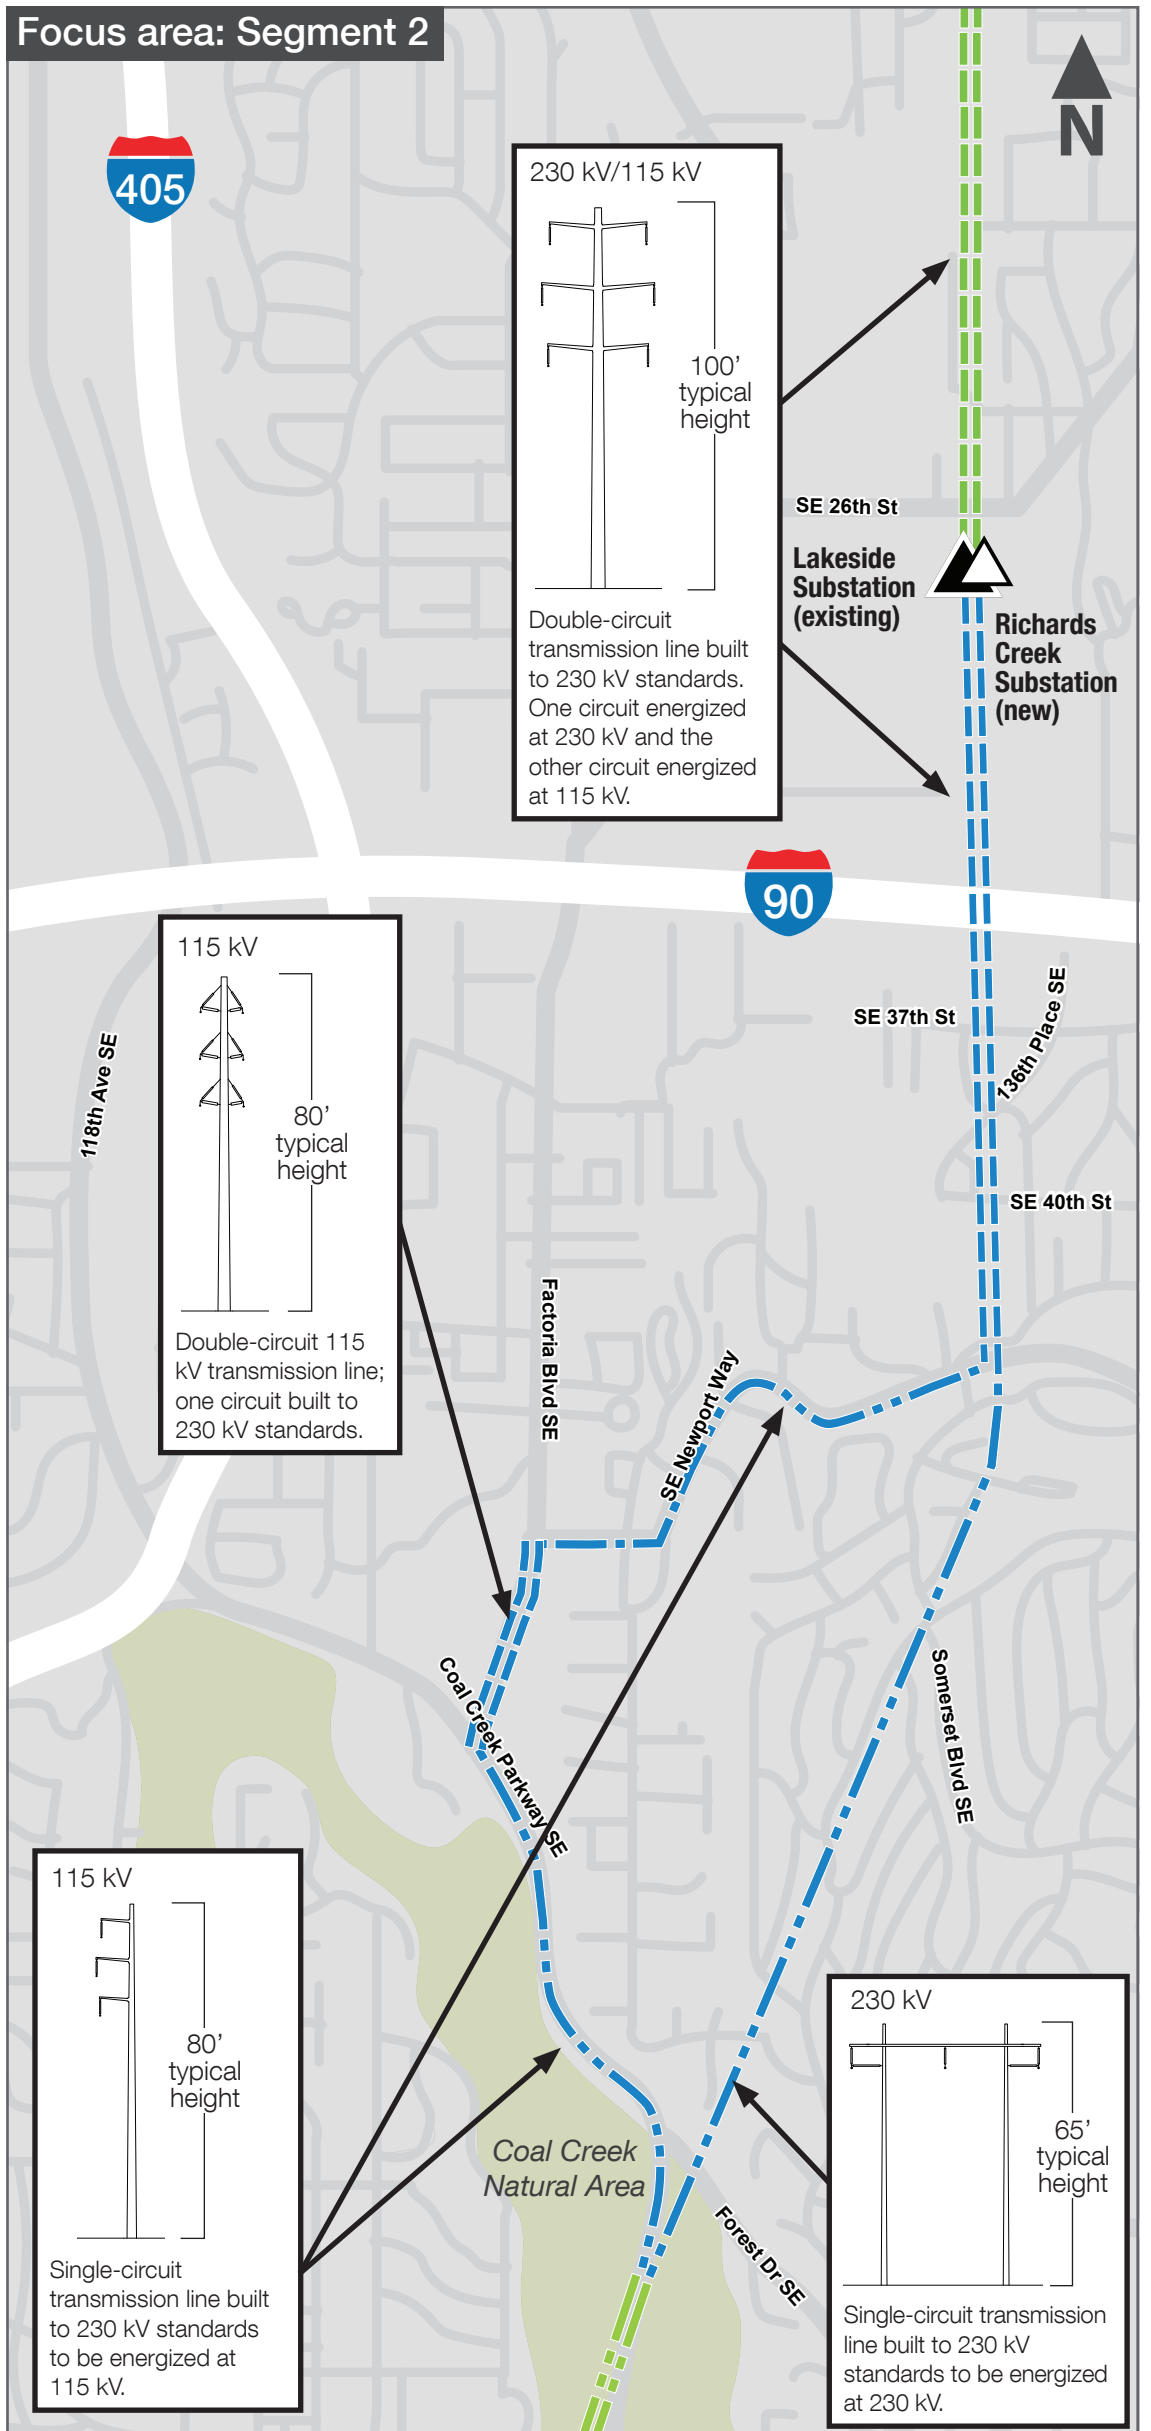 Focus area: Segment 2
N
405
230 kV/115 kV
100’
typical
height
Double-circuit
transmission line built
to 230 kV standards.
One circuit energized
at 230 kV and the
other circuit energized
at 115 kV.
SE 26th St
Lakeside
Substation
(existing)
Richards
Creek
Substation
(new)
90
115 kV
80’
typical
height
Double-circuit 115
kV transmission line;
one circuit built to
230 kV standards.
118th Ave SE
SE 37th St
136th Place SE
SE 40th St
Factoria Blvd SE
SE Newport Way
Coal Creek Parkway SE
Somerset Blvd SE
115 kV
80’
typical
height
Single-circuit
transmission line built
to 230 kV standards
to be energized at
115 kV.
Coal Creek
Natural Area
Forest Dr SE
230 kV
65’
typical
height
Single-circuit transmission
line built to 230 kV
standards to be energized
at 230 kV.